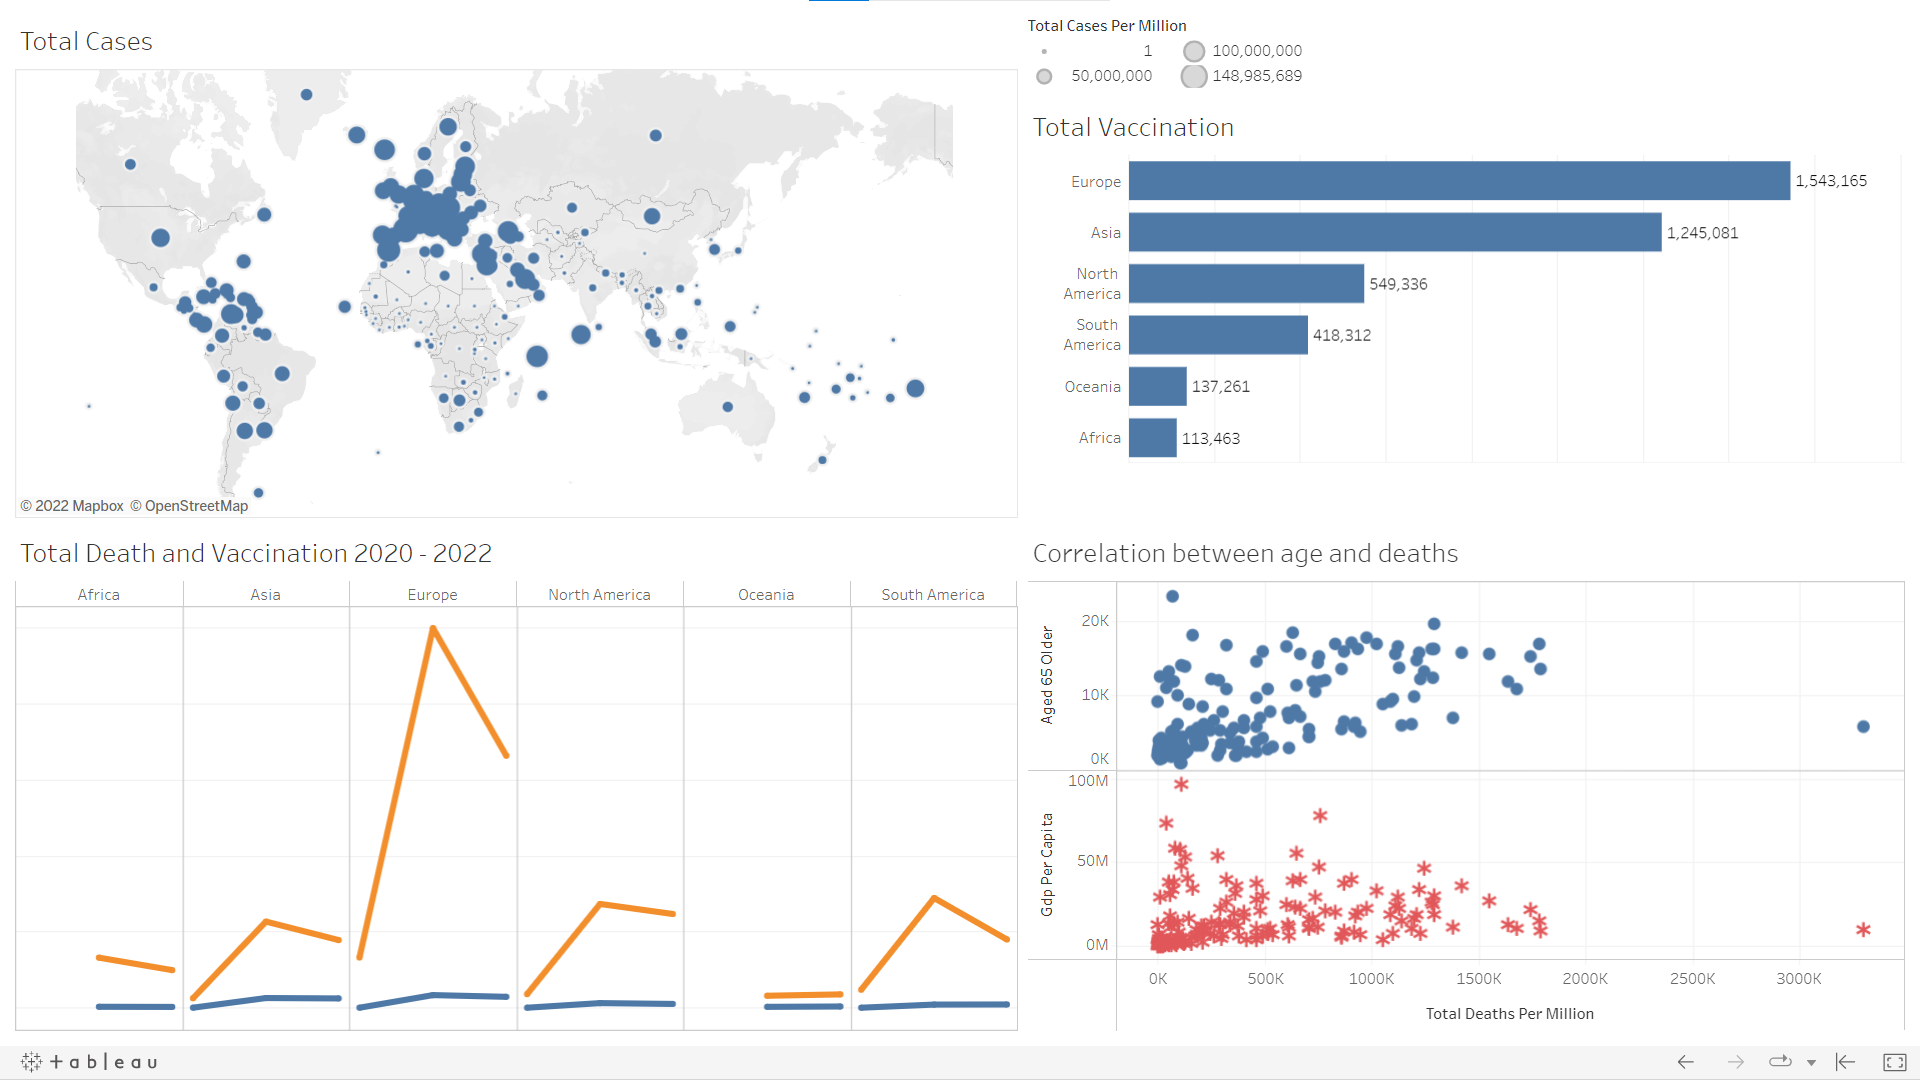 Total Cases
© 2022 Mapbox © OpenStreetMap
Total Cases Per Million
1
100,000,000
50,000,000
148,985,689
Total Vaccination
Europe
1,543,165
Asia
1,245,081
North
America
549,336
South
America
418,312
Oceania
137,261
Africa
113,463
Total Death and Vaccination 2020 - 2022
Africa
Asia
Europe
North America
Oceania
South America
Correlation between age and deaths
Aged 65 Older
20K
10K
0K
Gdp Per Capita
100M
50M
0M
0K
500K
1000K
1500K
2000K
2500K
3000K
Total Deaths Per Million
+ a b | e a u